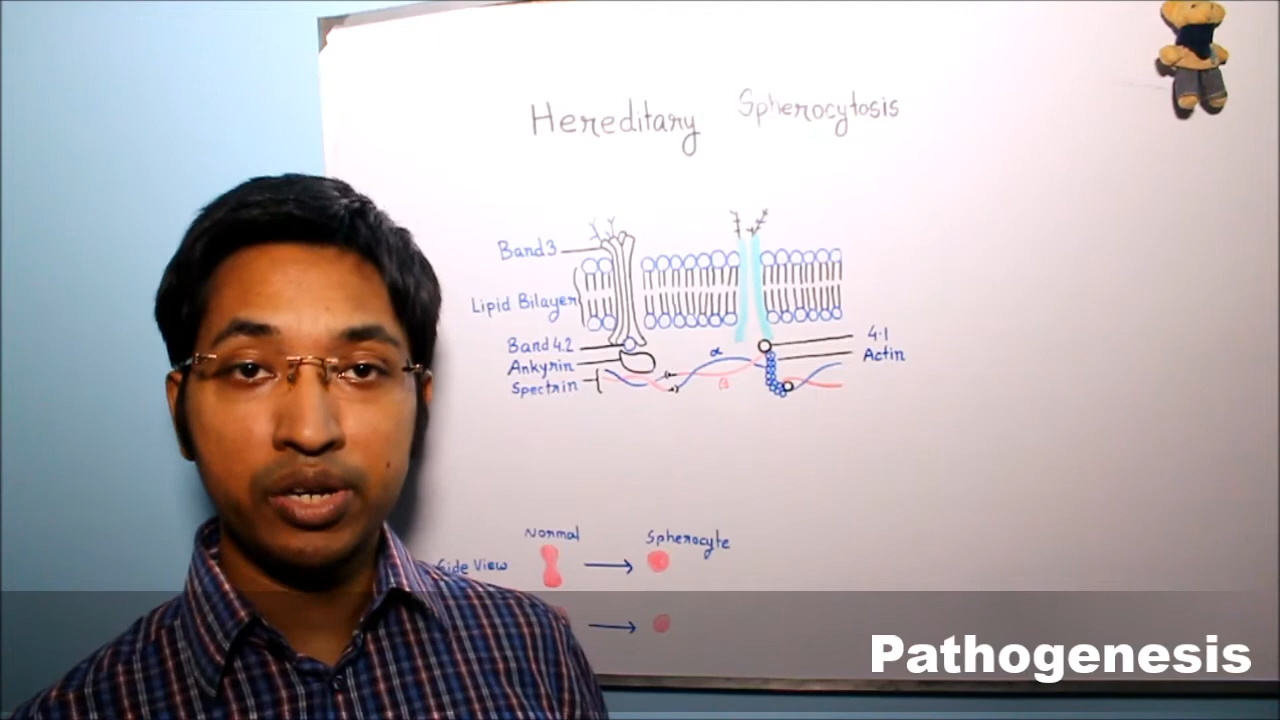 Hereditary Spherocytosis
Band3
Lipid Bilayer
Band 4.2
Ankyrin
Spectrin
α
β
4.1
Actin
Normal
Spherocyte
Side View
Pathogenesis